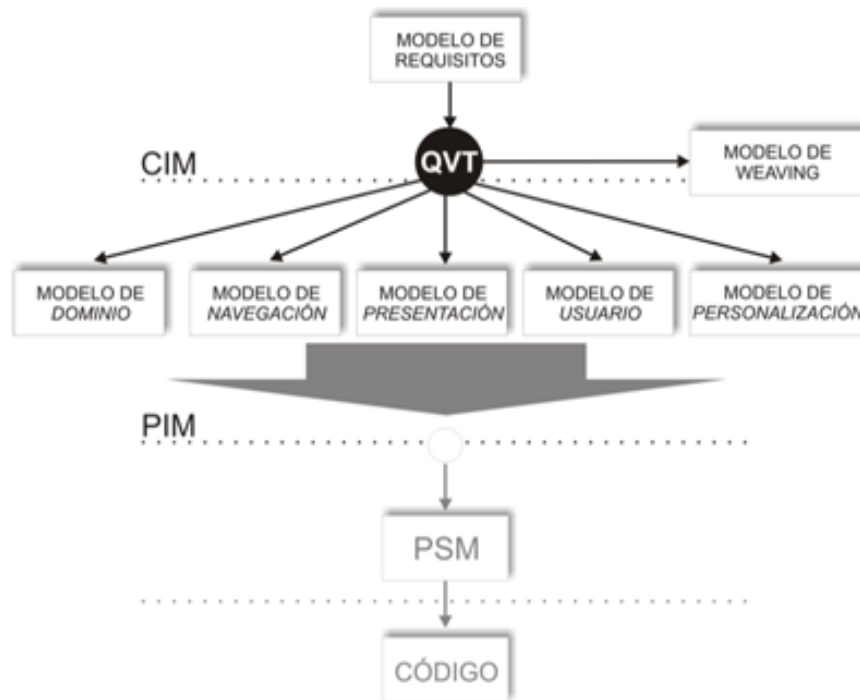 MODELO DE
REQUISITOS
CIM
QVT
MODELO DE
WEAVING
MODELO DE
DOMINIO
MODELO DE
NAVEGACIÓN
MODELO DE
PRESENTACIÓN
MODELO DE
USUARIO
MODELO DE
PERSONALIZACIÓN
PIM
PSM
CÓDIGO